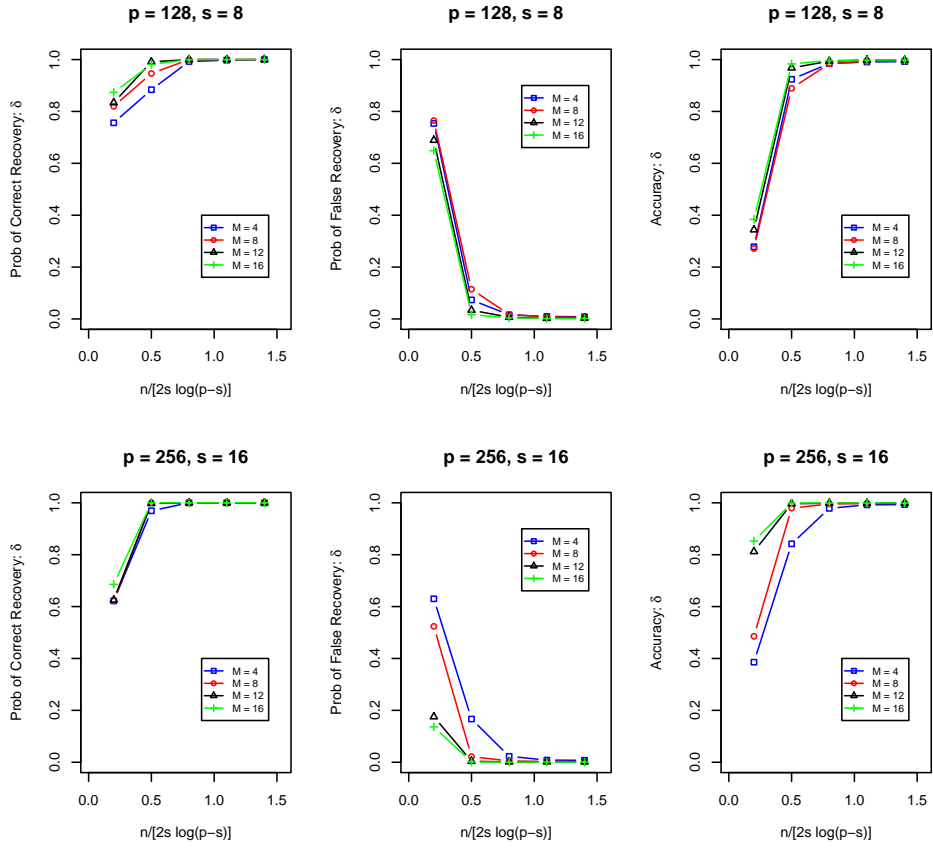 p = 128, s = 8
Prob of Correct Recovery: δ
0.0 0.2 0.4 0.6 0.8 1.0
M = 4
M = 8
M = 12
M = 16
0.0 0.5 1.0 1.5
n/[2s log(p−s)]
p = 128, s = 8
Prob of False Recovery: δ
0.0 0.2 0.4 0.6 0.8 1.0
M = 4
M = 8
M = 12
M = 16
0.0 0.5 1.0 1.5
n/[2s log(p−s)]
p = 128, s = 8
Accuracy: δ
0.0 0.2 0.4 0.6 0.8 1.0
M = 4
M = 8
M = 12
M = 16
0.0 0.5 1.0 1.5
n/[2s log(p−s)]
p = 256, s = 16
Prob of Correct Recovery: δ
0.0 0.2 0.4 0.6 0.8 1.0
M = 4
M = 8
M = 12
M = 16
0.0 0.5 1.0 1.5
n/[2s log(p−s)]
p = 256, s = 16
Prob of False Recovery: δ
0.0 0.2 0.4 0.6 0.8 1.0
M = 4
M = 8
M = 12
M = 16
0.0 0.5 1.0 1.5
n/[2s log(p−s)]
p = 256, s = 16
Accuracy: δ
0.0 0.2 0.4 0.6 0.8 1.0
M = 4
M = 8
M = 12
M = 16
0.0 0.5 1.0 1.5
n/[2s log(p−s)]